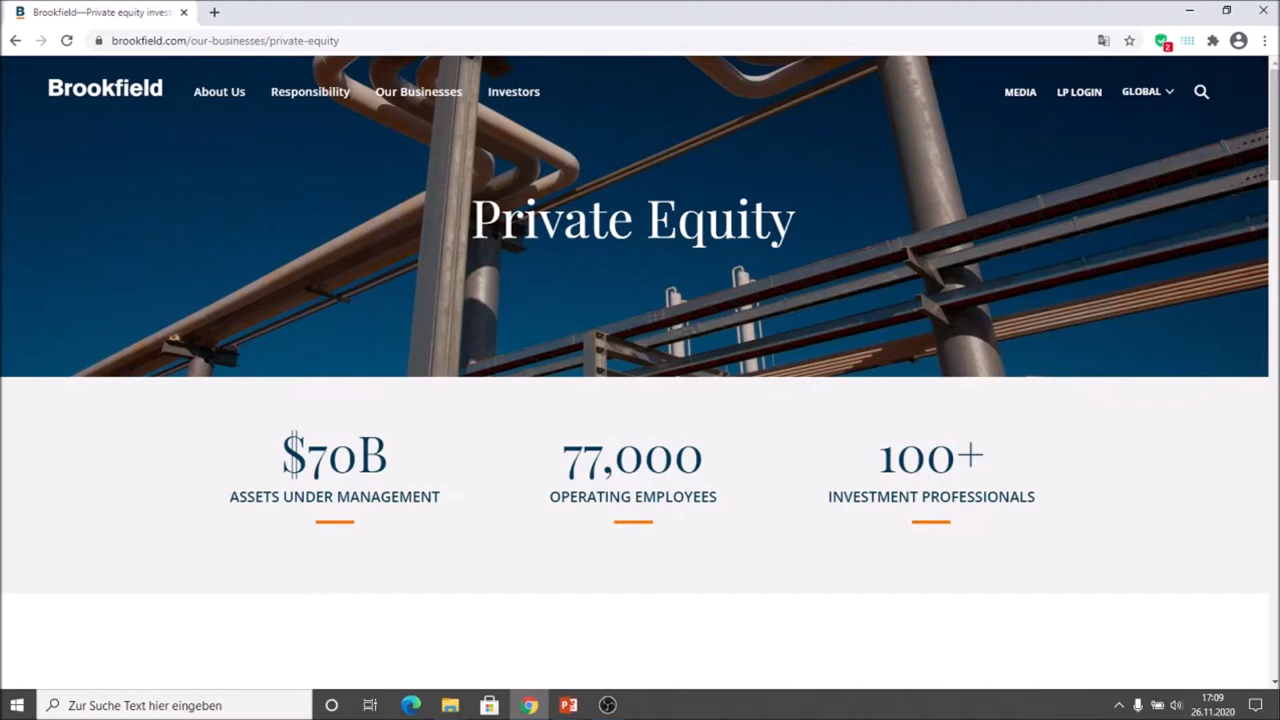 Brookfield—Private equity inves
brookfield.com/our-businesses/private-equity
2
Brookfield
About Us
Responsibility
Our Businesses
Investors
MEDIA
LP LOGIN
GLOBAL
Private Equity
$70B
ASSETS UNDER MANAGEMENT
77,000
OPERATING EMPLOYEES
100+
INVESTMENT PROFESSIONALS
Zur Suche Text hier eingeben
17:09
26.11.2020